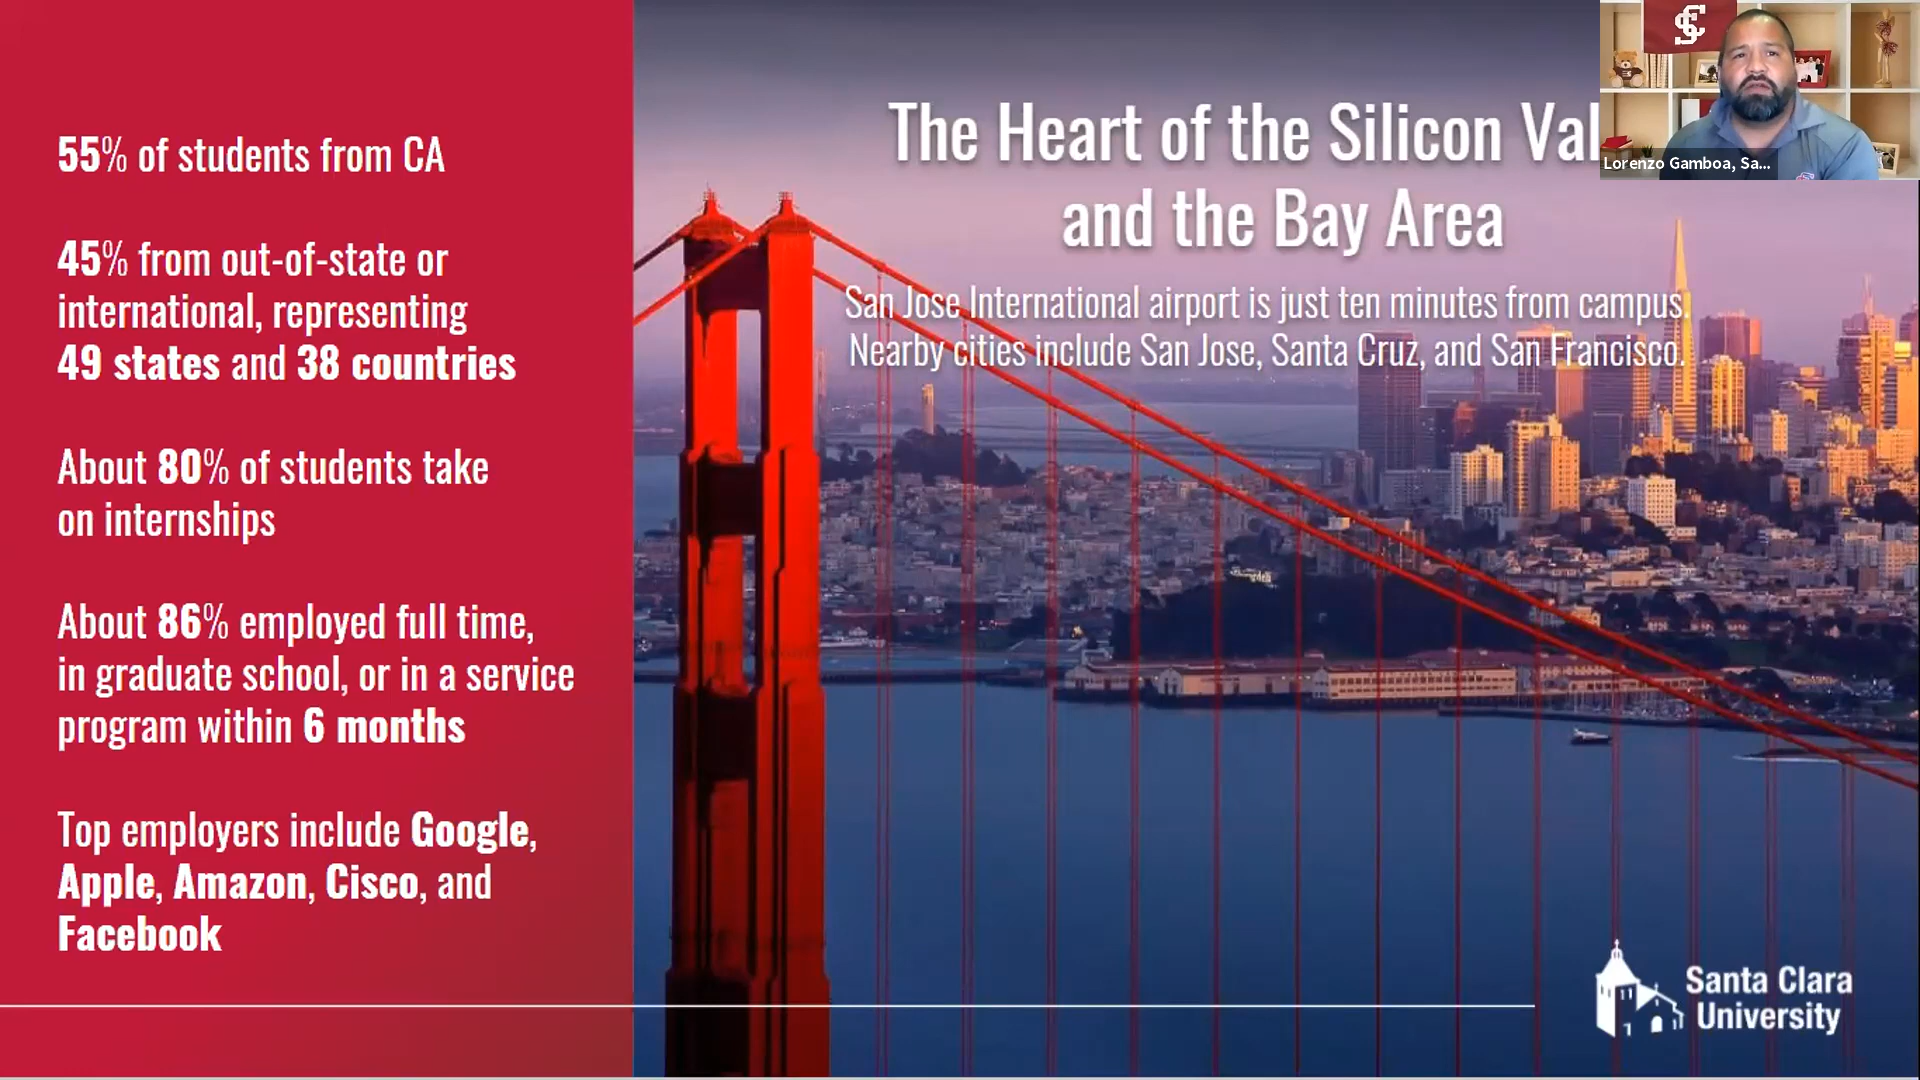 55% of students from CA
45% from out-of-state or
international, representing
49 states and 38 countries
About 80% of students take
on internships
About 86% employed full time,
in graduate school, or in a service
program within 6 months
Top employers include Google,
Apple, Amazon, Cisco, and
Facebook
The Heart of the Silicon Val
and the Bay Area
San Jose International airport is just ten minutes from campus.
Nearby cities include San Jose, Santa Cruz, and San Francisco.
SC
Lorenzo Gamboa, Sa...
Santa Clara
University